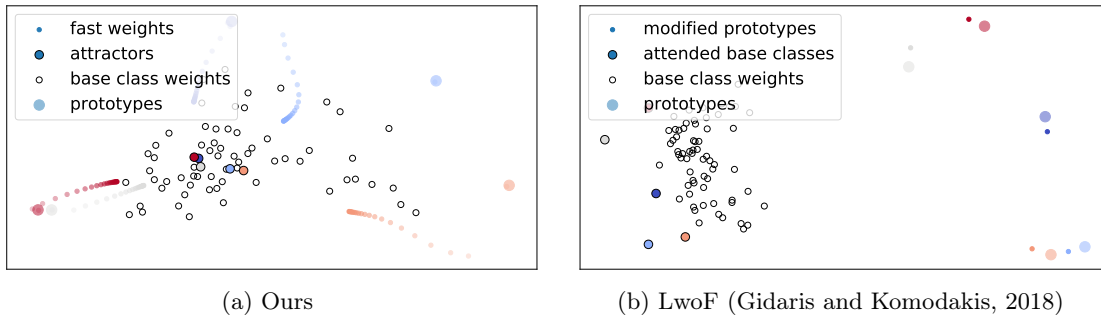 fast weights
attractors
base class weights
prototypes
modified prototypes
attended base classes
base class weights
prototypes
(a) Ours
(b) LwoF (Gidaris and Komodakis, 2018)